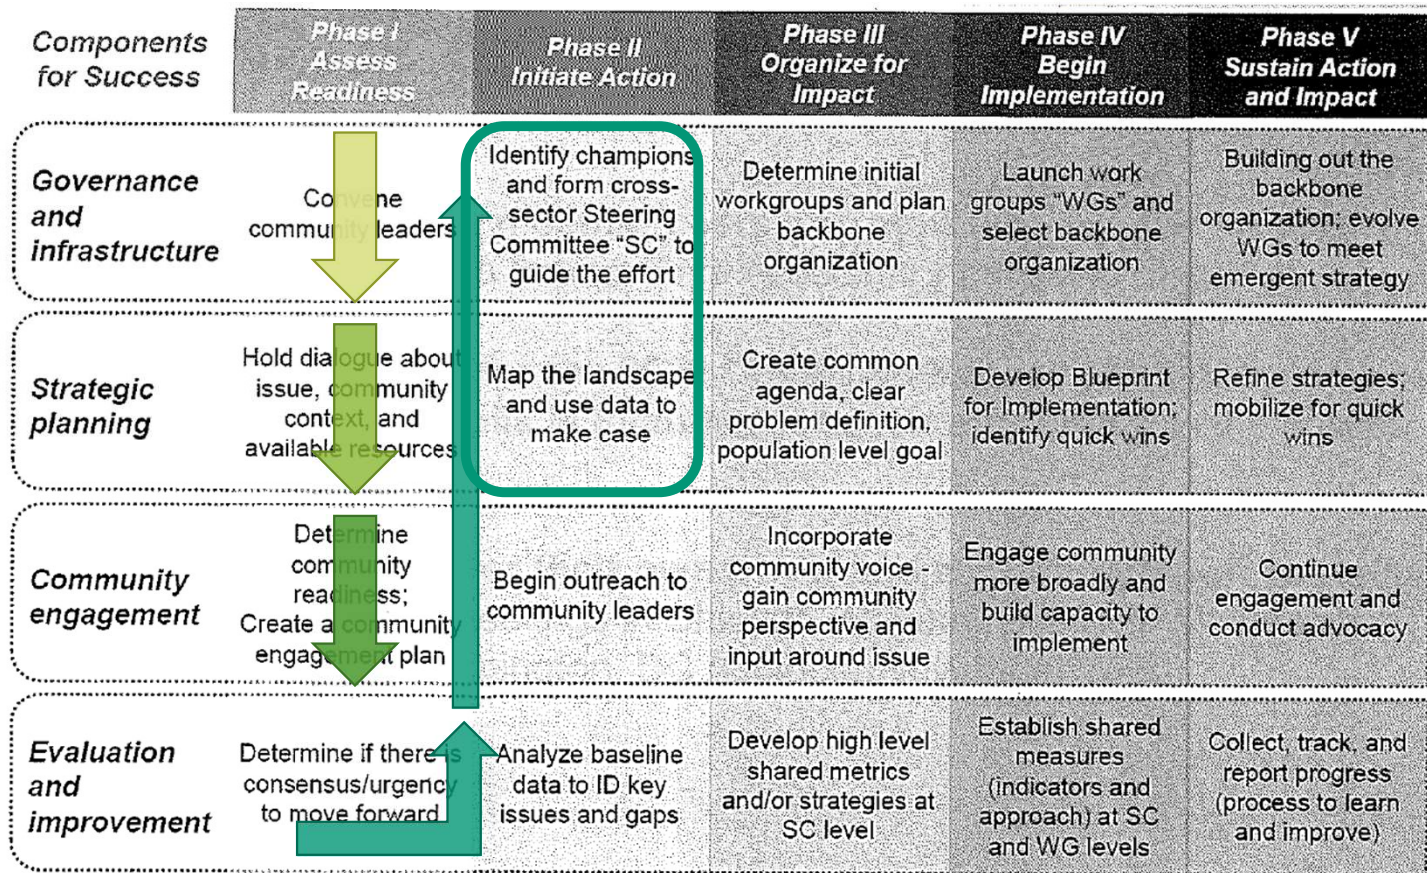 Components
for Success
Phase I
Assess
Readiness
Phase II
Initiate Action
Phase III
Organize for
Impact
Phase IV
Begin
Implementation
Phase V
Sustain Action
and Impact
Governance
and
infrastructure
Convene
community leaders
Identify champions
and form cross-
sector Steering
Committee “SC” to
guide the effort
Determine initial
workgroups and plan
backbone
organization
Launch work
groups “WGs” and
select backbone
organization
Building out the
backbone
organization; evolve
WGs to meet
emergent strategy
Strategic
planning
Hold dialogue about
issue, community
context, and
available resources
Map the landscape
and use data to
make case
Create common
agenda, clear
problem definition,
population level goal
Develop Blueprint
for Implementation;
identify quick wins
Refine strategies;
mobilize for quick
wins
Community
engagement
Determine
community
readiness;
Create a community
engagement plan
Begin outreach to
community leaders
Incorporate
community voice -
gain community
perspective and
input around issue
Engage community
more broadly and
build capacity to
implement
Continue
engagement and
conduct advocacy
Evaluation
and
improvement
Determine if there is
consensus/urgency
to move forward
Analyze baseline
data to ID key
issues and gaps
Develop high level
shared metrics
and/or strategies at
SC level
Establish shared
measures
(indicators and
approach) at SC
and WG levels
Collect, track, and
report progress
(process to learn
and improve)